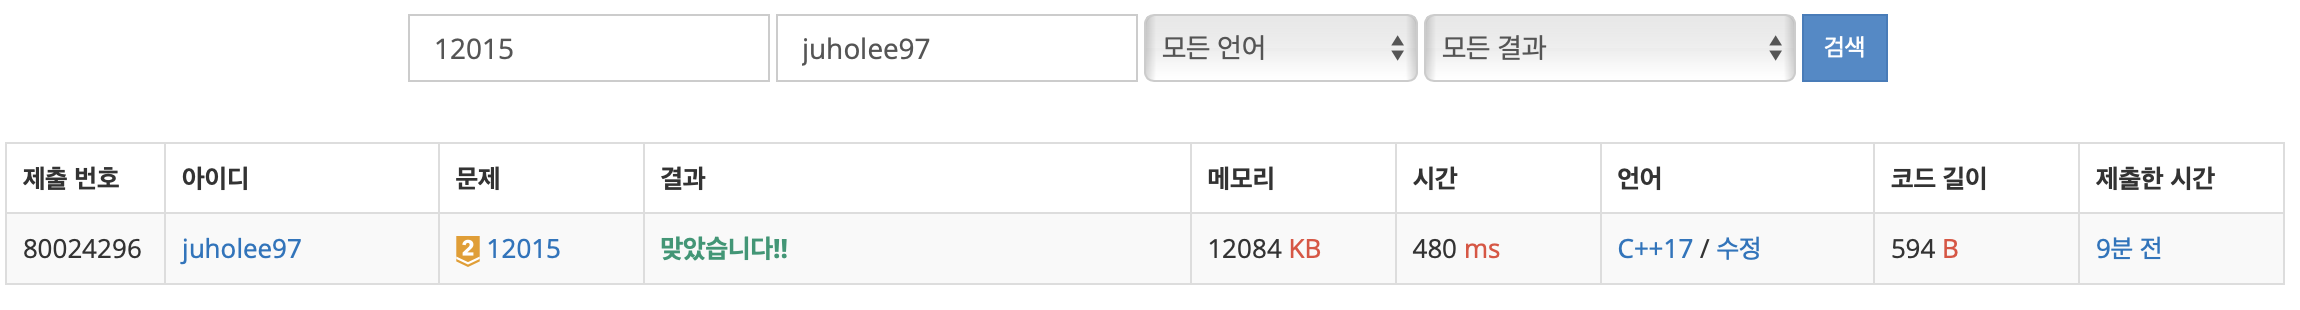 12015 juholee97 모든 언어 모든 결과 검색
제출 번호 아이디 문제 결과 메모리 시간 언어 코드 길이 제출한 시간
80024296 juholee97 2 12015 맞았습니다!! 12084 KB 480 ms C++17 / 수정 594 B 9분 전